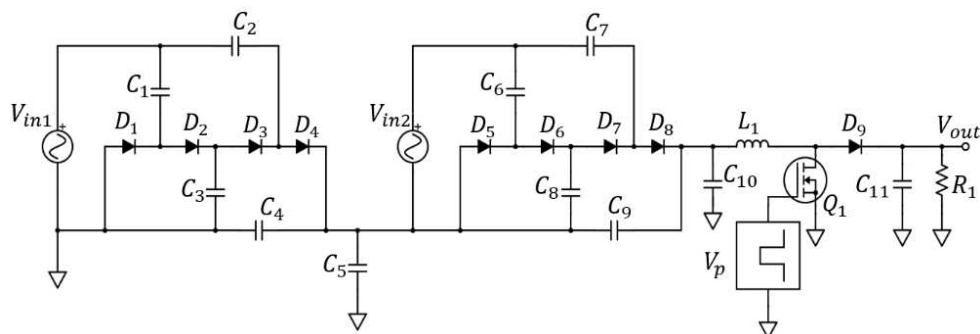 C2 C7
C1 C6
Vin1 D1 D2 D3 D4 Vin2 D5 D6 D7 D8 L1 D9 Vout
+ +
C3 C8 C10 Q1 C11 R1
C4 C9
C5 Vp